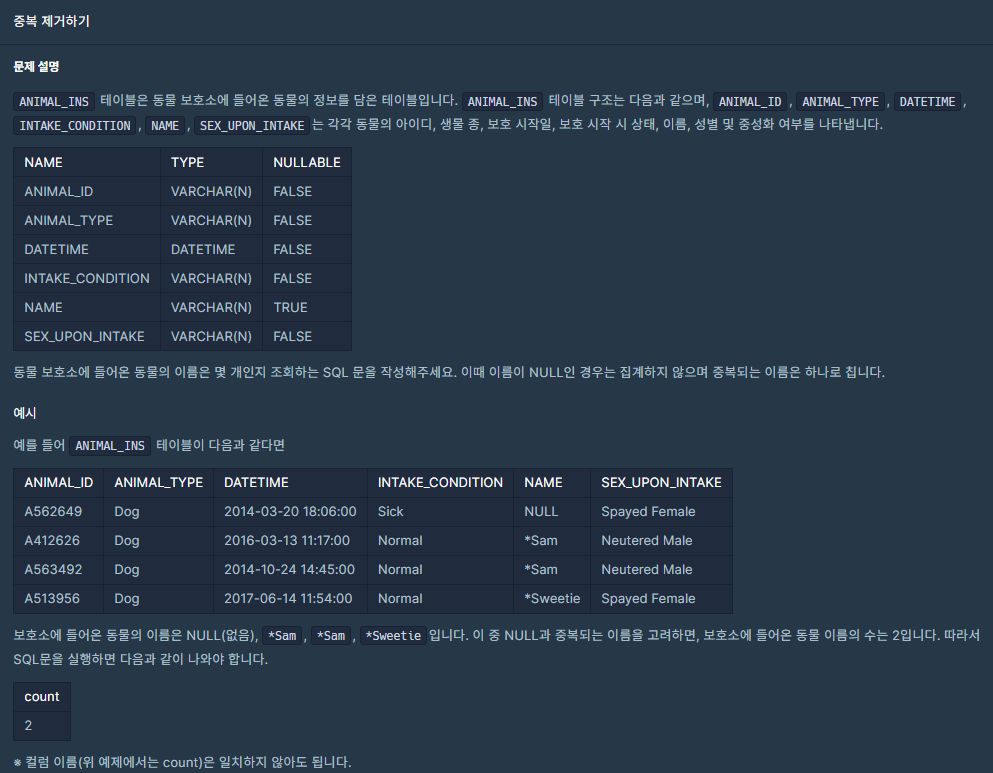 중복 제거하기
문제 설명
ANIMAL_INS 테이블은 동물 보호소에 들어온 동물의 정보를 담은 테이블입니다. ANIMAL_INS 테이블 구조는 다음과 같으며, ANIMAL_ID , ANIMAL_TYPE , DATETIME ,
INTAKE_CONDITION , NAME , SEX_UPON_INTAKE 는 각각 동물의 아이디, 생물 종, 보호 시작일, 보호 시작 시 상태, 이름, 성별 및 중성화 여부를 나타냅니다.
NAME TYPE NULLABLE
ANIMAL_ID VARCHAR(N) FALSE
ANIMAL_TYPE VARCHAR(N) FALSE
DATETIME DATETIME FALSE
INTAKE_CONDITION VARCHAR(N) FALSE
NAME VARCHAR(N) TRUE
SEX_UPON_INTAKE VARCHAR(N) FALSE
동물 보호소에 들어온 동물의 이름은 몇 개인지 조회하는 SQL 문을 작성해주세요. 이때 이름이 NULL인 경우는 집계하지 않으며 중복되는 이름은 하나로 칩니다.
예시
예를 들어 ANIMAL_INS 테이블이 다음과 같다면
ANIMAL_ID ANIMAL_TYPE DATETIME INTAKE_CONDITION NAME SEX_UPON_INTAKE
A562649 Dog 2014-03-20 18:06:00 Sick NULL Spayed Female
A412626 Dog 2016-03-13 11:17:00 Normal *Sam Neutered Male
A563492 Dog 2014-10-24 14:45:00 Normal *Sam Neutered Male
A513956 Dog 2017-06-14 11:54:00 Normal *Sweetie Spayed Female
보호소에 들어온 동물의 이름은 NULL(없음), *Sam , *Sam , *Sweetie 입니다. 이 중 NULL과 중복되는 이름을 고려하면, 보호소에 들어온 동물 이름의 수는 2입니다. 따라서
SQL문을 실행하면 다음과 같이 나와야 합니다.
count
2
※ 컬럼 이름(위 예제에서는 count)은 일치하지 않아도 됩니다.